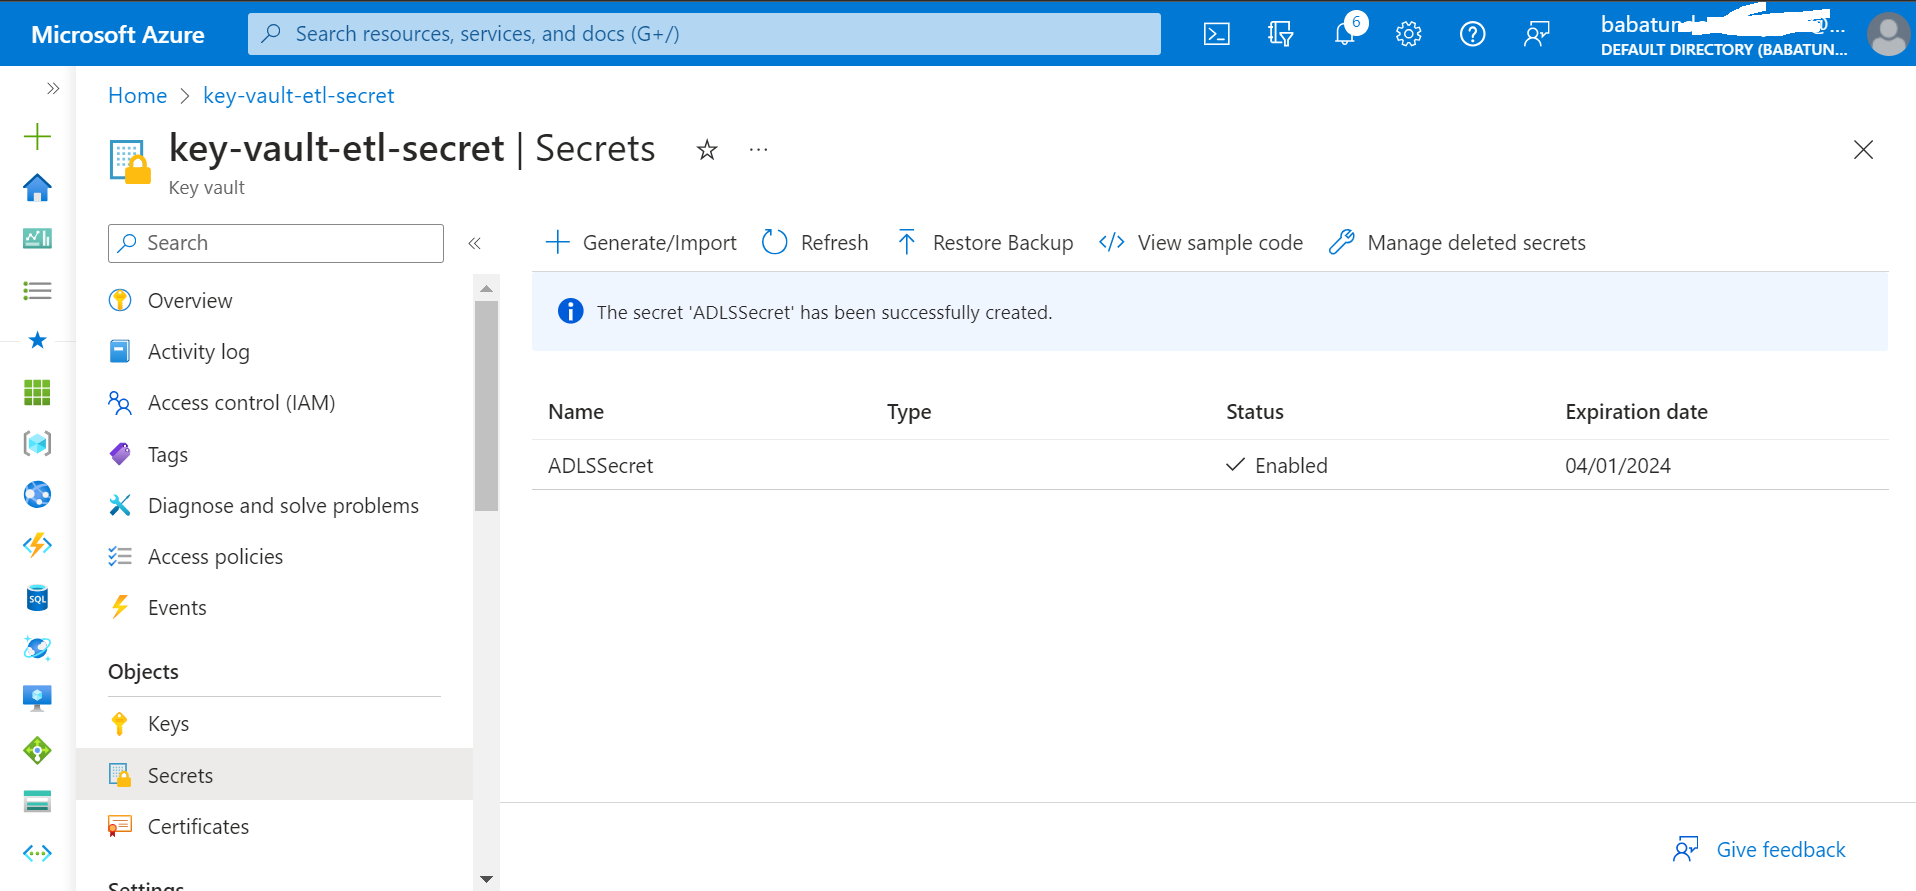 Microsoft Azure
Search resources, services, and docs (G+/)
6
babatun
@...
DEFAULT DIRECTORY (BABATUN...
Home > key-vault-etl-secret
key-vault-etl-secret | Secrets
...
Key vault
Search
Generate/Import
Refresh
Restore Backup
View sample code
Manage deleted secrets
Overview
Activity log
Access control (IAM)
Tags
Diagnose and solve problems
Access policies
Events
Objects
Keys
Secrets
Certificates
Settings
The secret 'ADLSSecret' has been successfully created.
Name Type Status Expiration date
ADLSSecret Enabled 04/01/2024
SQL
Give feedback